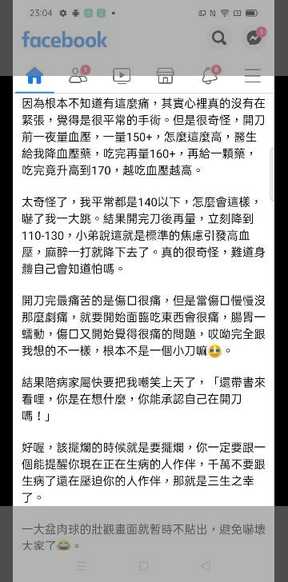 23:04
facebook
因為根本不知道有這麼痛，其實心裡真的沒有在
緊張，覺得是很平常的手術。但是很奇怪，開刀
前一夜量血壓，一量150+，怎麼這麼高，醫生
給我降血壓藥，吃完再量160+，再給一顆藥，
吃完竟升高到170，越吃血壓越高。
太奇怪了，我平常都是140以下，怎麼會這樣，
嚇了我一大跳。結果開完刀後再量，立刻降到
110-130，小弟說這就是標準的焦慮引發高血
壓，麻醉一打就降下去了。真的很奇怪，難道身
體自己會知道怕嗎。
開刀完最痛苦的是傷口很痛，但是當傷口慢慢沒
那麼劇痛，就要開始面臨吃東西會很痛，腸胃一
蠕動，傷口又開始覺得很痛的問題，哎呦完全跟
我想的不一樣，根本不是一個小刀嘛。
結果陪病家屬快要把我嘲笑上天了，「還帶書來
看哩，你是在想什麼，你能承認自己在開刀
嗎！」
好喔，該擺爛的時候就是要擺爛，你一定要跟一
個能提醒你現在正在生病的人作伴，千萬不要跟
生病了還在壓迫你的人作伴，那就是三生之幸
了。
一大盆肉球的壯觀畫面就暫時不貼出，避免嚇壞
大家了。